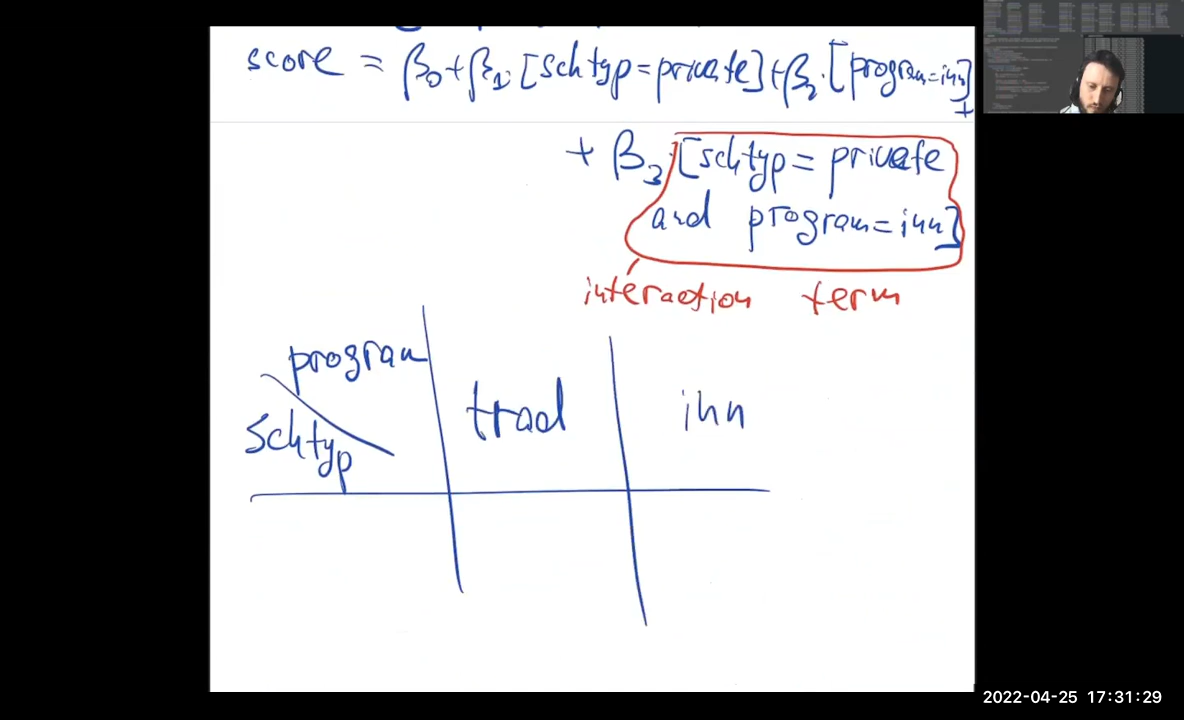 score = β0+β1·[schtyp=private]+β2·[program=inn]
+
+ β3[schtyp = private
and program=inn]
interaction term
program
schtyp
trad
inn
2022-04-25 17:31:29